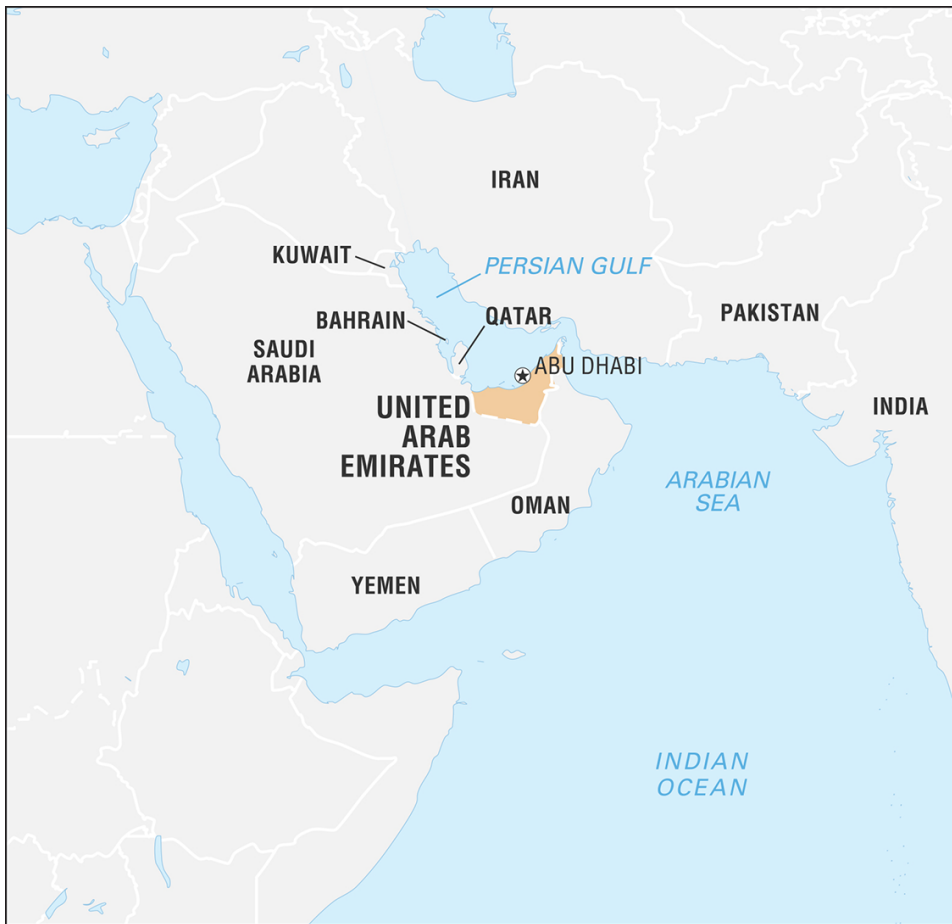 IRAN
KUWAIT
PERSIAN GULF
PAKISTAN
BAHRAIN
QATAR
SAUDI
ARABIA
ABU DHABI
UNITED
ARAB
EMIRATES
INDIA
ARABIAN
SEA
OMAN
YEMEN
INDIAN
OCEAN